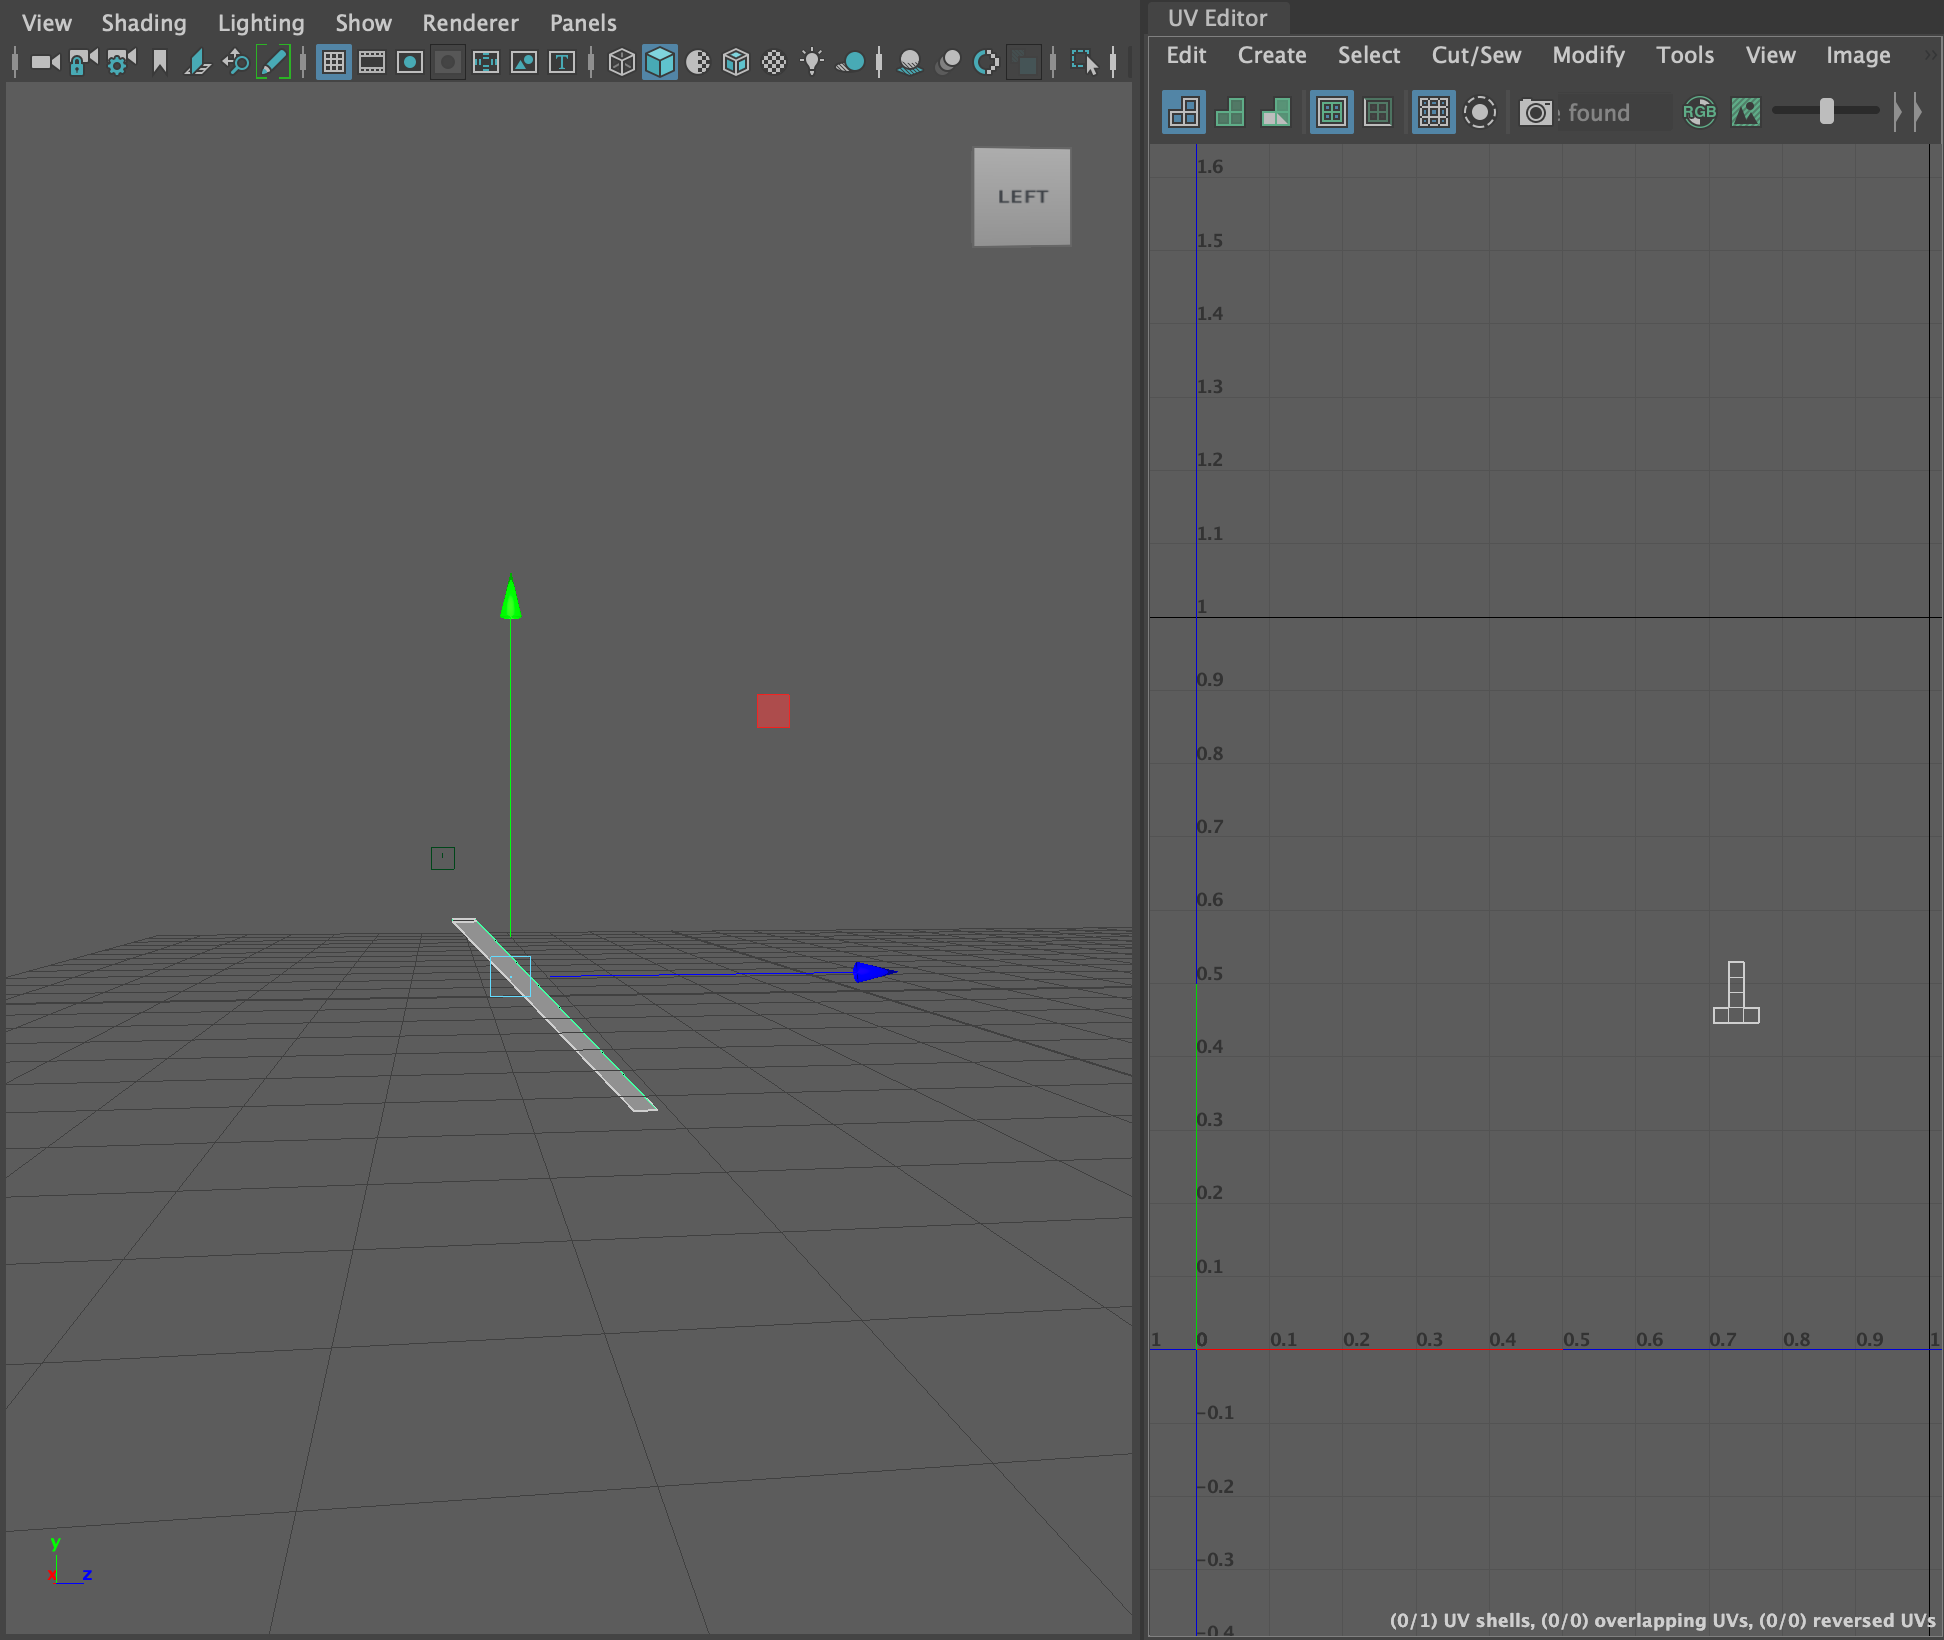 View Shading Lighting Show Renderer Panels
LEFT
y
x z
UV Editor
Edit Create Select Cut/Sew Modify Tools View Image
found
RGB
1.6
1.5
1.4
1.3
1.2
1.1
1
0.9
0.8
0.7
0.6
0.5
0.4
0.3
0.2
0.1
1 0 0.1 0.2 0.3 0.4 0.5 0.6 0.7 0.8 0.9 1
-0.1
-0.2
-0.3
-0.4
(0/1) UV shells, (0/0) overlapping UVs, (0/0) reversed UVs